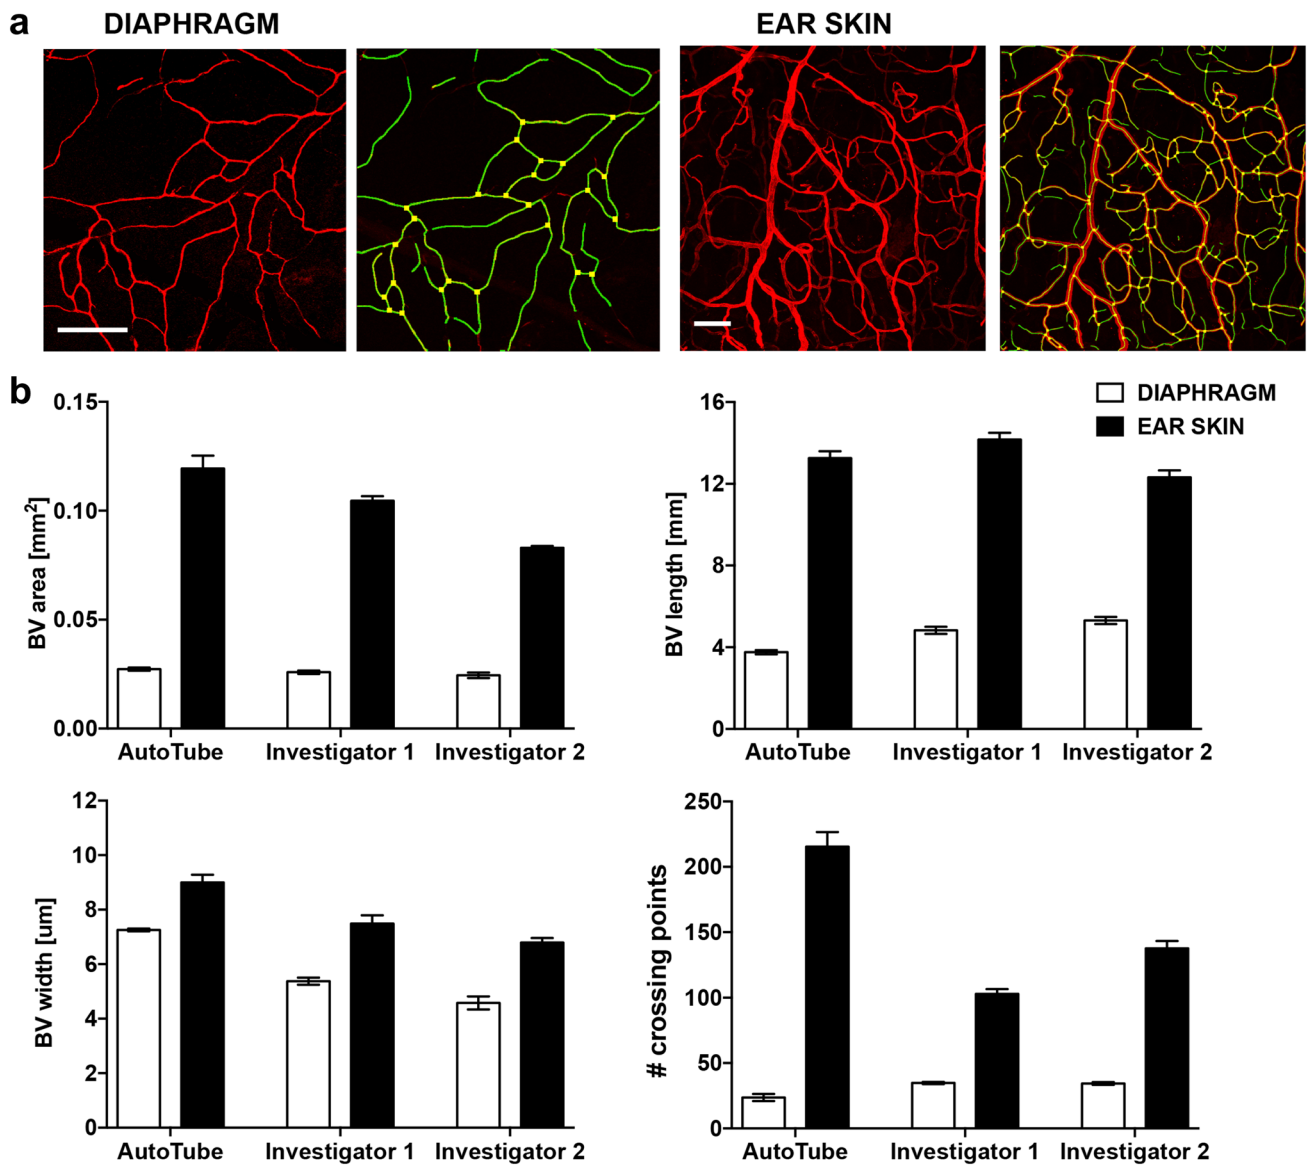 a
DIAPHRAGM
EAR SKIN
b
DIAPHRAGM
EAR SKIN
BV area [mm²]
0.15
0.10
0.05
0.00
AutoTube Investigator 1 Investigator 2
BV length [mm]
16
12
8
4
0
AutoTube Investigator 1 Investigator 2
BV width [um]
12
10
8
6
4
2
0
AutoTube Investigator 1 Investigator 2
# crossing points
250
200
150
100
50
0
AutoTube Investigator 1 Investigator 2